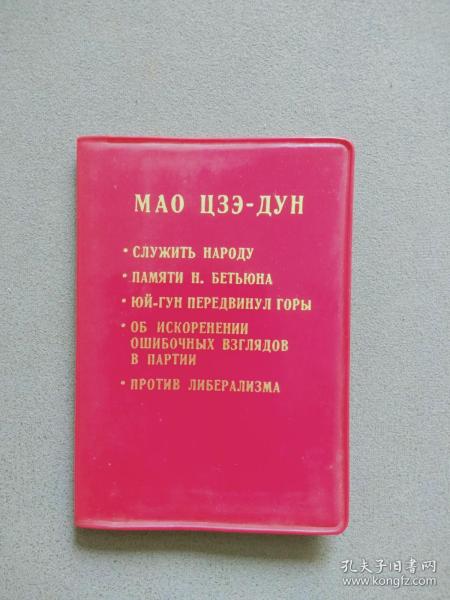 МАО ЦЗЭ-ДУН
• СЛУЖИТЬ НАРОДУ
• ПАМЯТИ Н. БЕТЬЮНА
• ЮЙ-ГУН ПЕРЕДВИНУЛ ГОРЫ
• ОБ ИСКОРЕНЕНИИ
ОШИБОЧНЫХ ВЗГЛЯДОВ
В ПАРТИИ
• ПРОТИВ ЛИБЕРАЛИЗМА
孔夫子旧书网
www.kongfz.com